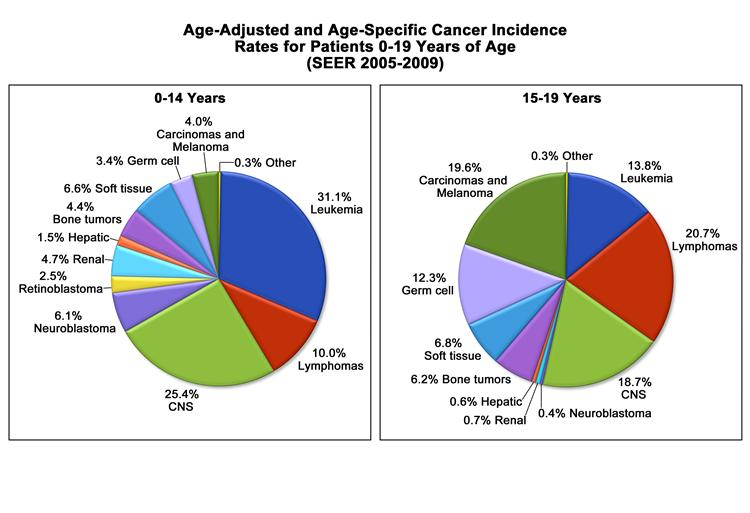 Age-Adjusted and Age-Specific Cancer Incidence
Rates for Patients 0-19 Years of Age
(SEER 2005-2009)
0-14 Years
4.0%
Carcinomas and
Melanoma
0.3% Other
3.4% Germ cell
6.6% Soft tissue
4.4%
Bone tumors
1.5% Hepatic
4.7% Renal
2.5%
Retinoblastoma
6.1%
Neuroblastoma
25.4%
CNS
10.0%
Lymphomas
31.1%
Leukemia
15-19 Years
0.3% Other
13.8%
Leukemia
20.7%
Lymphomas
18.7%
CNS
0.4% Neuroblastoma
0.7% Renal
0.6% Hepatic
6.2% Bone tumors
6.8%
Soft tissue
12.3%
Germ cell
19.6%
Carcinomas and
Melanoma